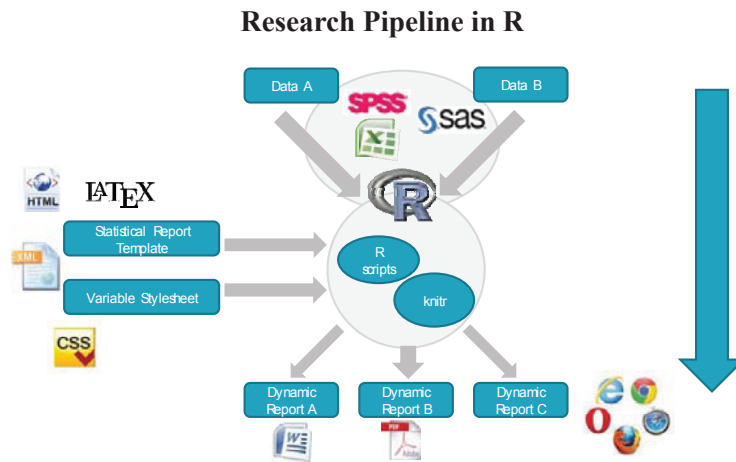 Research Pipeline in R
Data A
Data B
SPSS
sas
HTML
LATEX
R
XML
Statistical Report
Template
R
scripts
Variable Stylesheet
knitr
CSS
Dynamic
Report A
Dynamic
Report B
Dynamic
Report C
W
PDF
Adobe